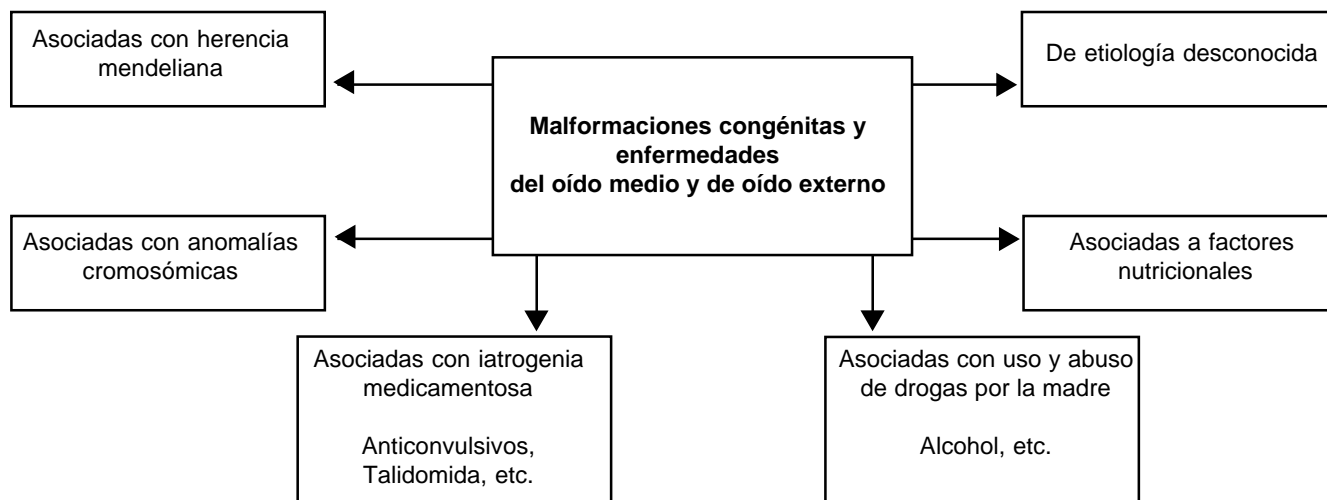 Asociadas con herencia
mendeliana
De etiología desconocida
Malformaciones congénitas y
enfermedades
del oído medio y de oído externo
Asociadas con anomalías
cromosómicas
Asociadas a factores
nutricionales
Asociadas con iatrogenia
medicamentosa
Anticonvulsivos,
Talidomida, etc.
Asociadas con uso y abuso
de drogas por la madre
Alcohol, etc.